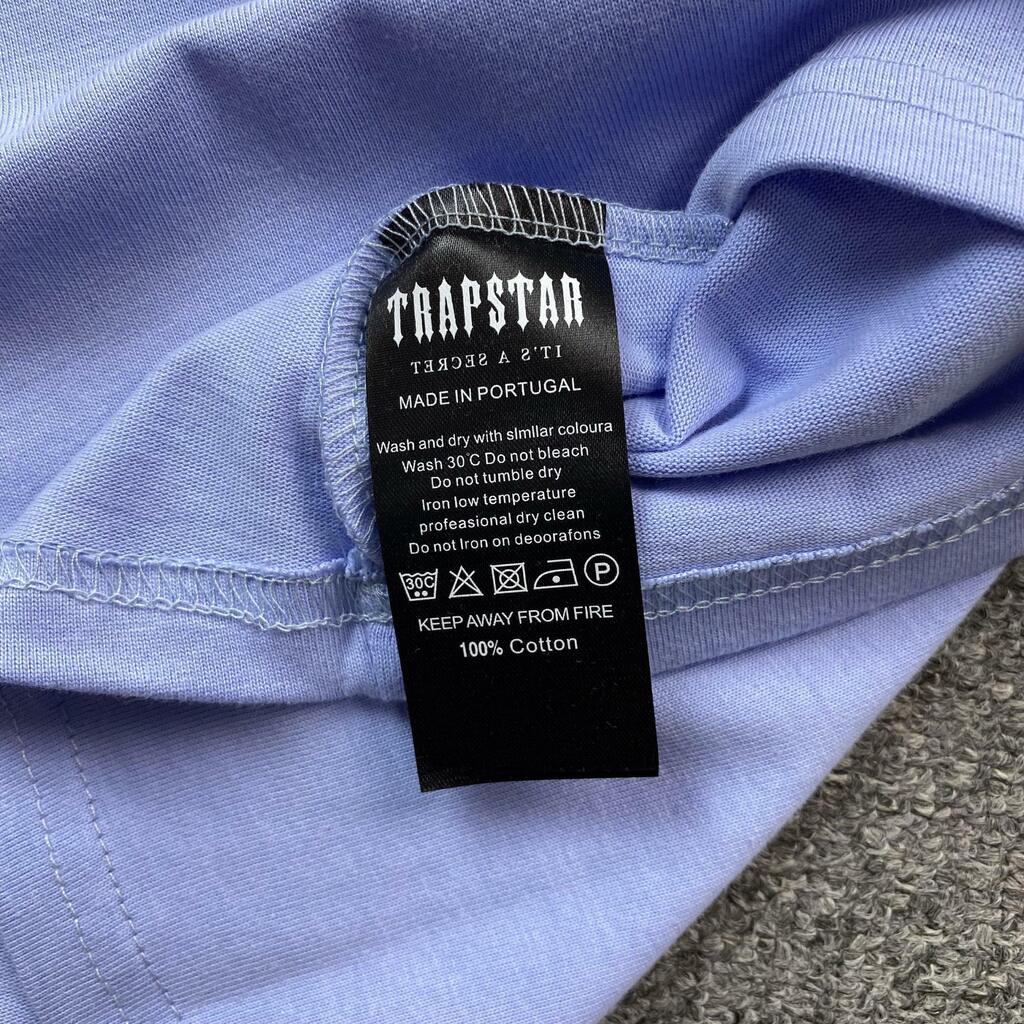 TRAPSTAR
IT'S A SECRET
MADE IN PORTUGAL
Wash and dry with slmllar coloura
Wash 30°C Do not bleach
Do not tumble dry
Iron low temperature
profeasional dry clean
Do not Iron on deoorafons
30C P
KEEP AWAY FROM FIRE
100% Cotton